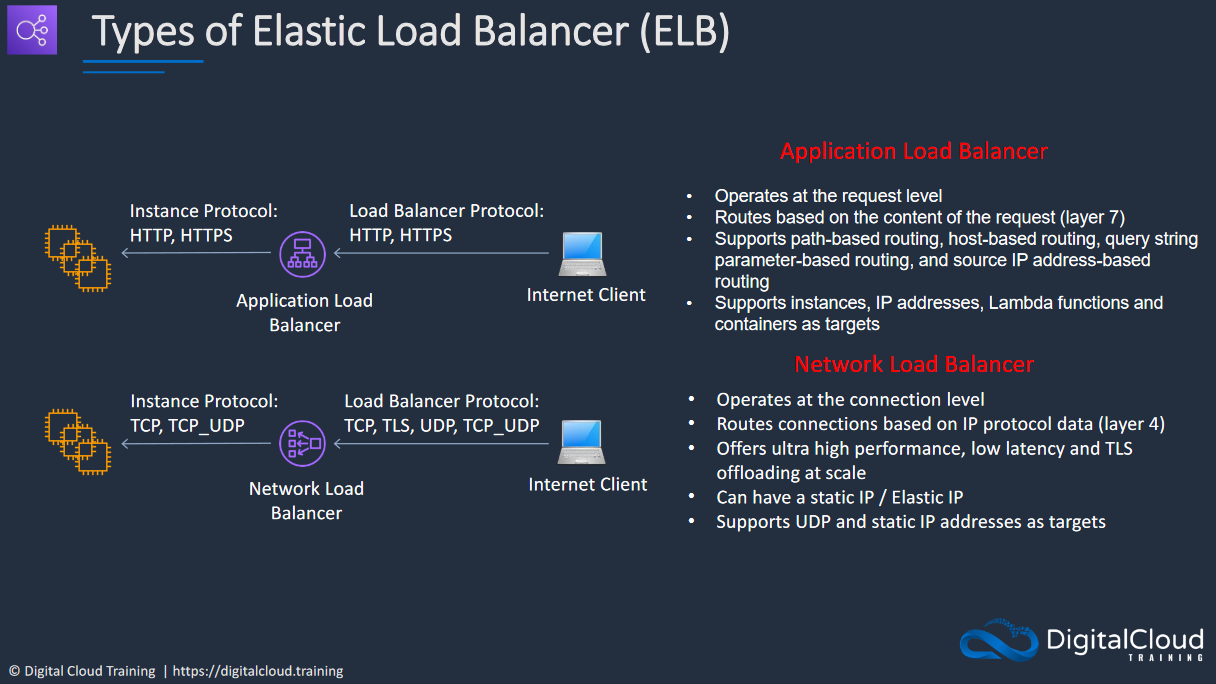 Types of Elastic Load Balancer (ELB)
Instance Protocol:
HTTP, HTTPS
Load Balancer Protocol:
HTTP, HTTPS
Application Load
Balancer
Internet Client
Application Load Balancer
• Operates at the request level
• Routes based on the content of the request (layer 7)
• Supports path-based routing, host-based routing, query string
parameter-based routing, and source IP address-based
routing
• Supports instances, IP addresses, Lambda functions and
containers as targets
Instance Protocol:
TCP, TCP_UDP
Load Balancer Protocol:
TCP, TLS, UDP, TCP_UDP
Network Load
Balancer
Internet Client
Network Load Balancer
• Operates at the connection level
• Routes connections based on IP protocol data (layer 4)
• Offers ultra high performance, low latency and TLS
offloading at scale
• Can have a static IP / Elastic IP
• Supports UDP and static IP addresses as targets
DigitalCloud
TRAINING
© Digital Cloud Training | https://digitalcloud.training